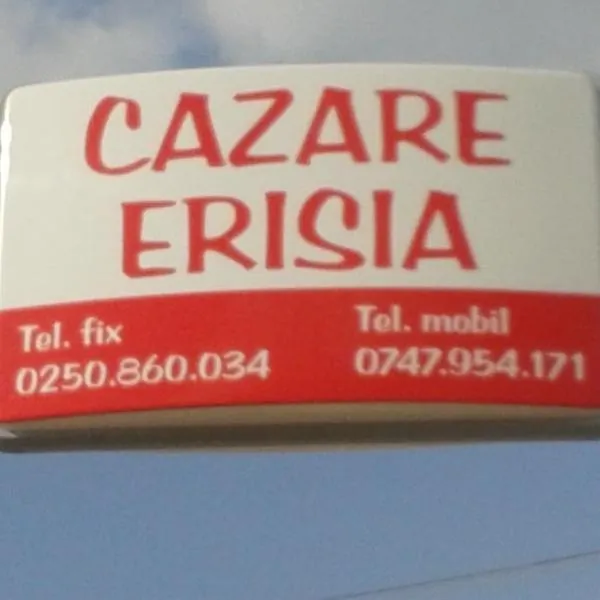 CAZARE
ERISIA
Tel. fix
0250.860.034
Tel. mobil
0747.954.171